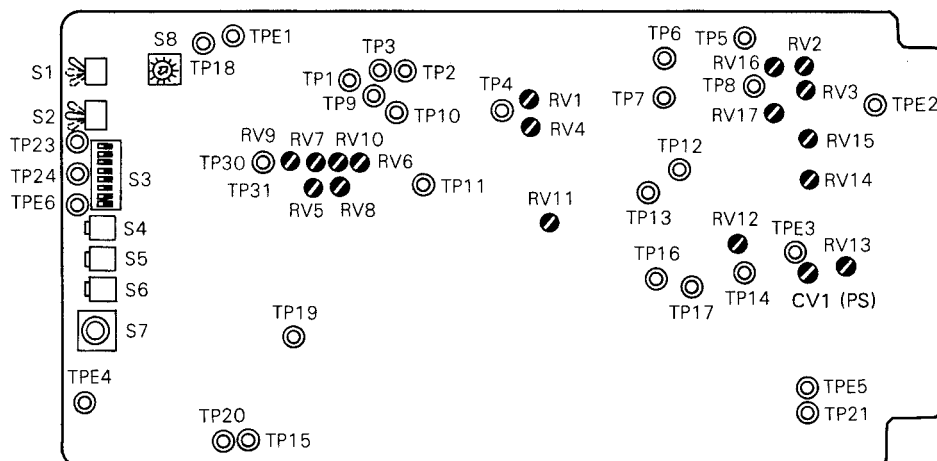 S8
TPE1
TP6
TP5
RV2
S1
TP18
TP3
TP1
TP2
RV16
TP9
TP4
RV1
TP7
TP8
RV3
TPE2
S2
TP10
RV4
RV17
TP23
RV9
RV7
RV10
RV15
TP30
RV6
TP12
TP24
S3
TP31
TP11
RV14
TPE6
RV5
RV8
RV11
TP13
S4
RV12
TPE3
RV13
S5
TP16
S6
TP17
TP14
CV1 (PS)
TP19
S7
TPE4
TPE5
TP20
TP15
TP21